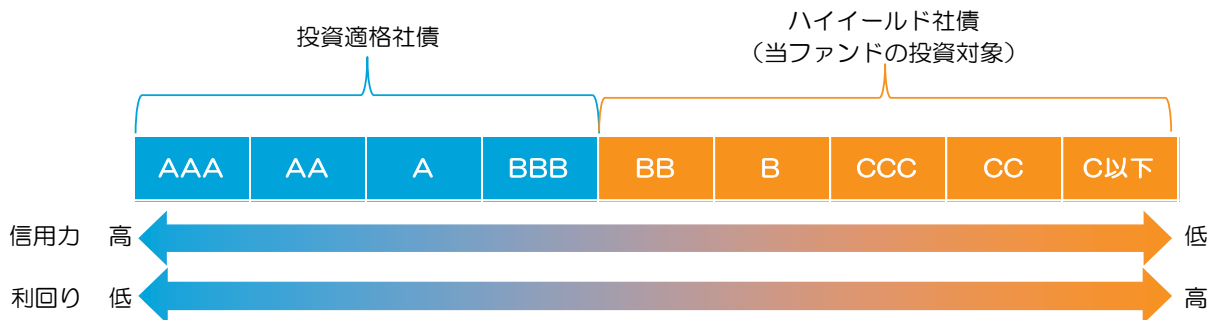 投資適格社債
ハイイールド社債
（当ファンドの投資対象）
AAA AA A BBB BB B CCC CC C以下
信用力 高 低
利回り 低 高